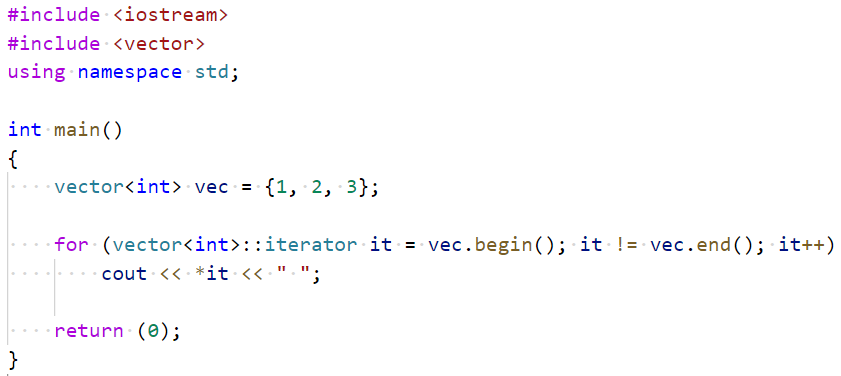 #include <iostream>
#include <vector>
using namespace std;

int main()
{
    vector<int> vec = {1, 2, 3};

    for (vector<int>::iterator it = vec.begin(); it != vec.end(); it++)
        cout << *it << " ";

    return (0);
}